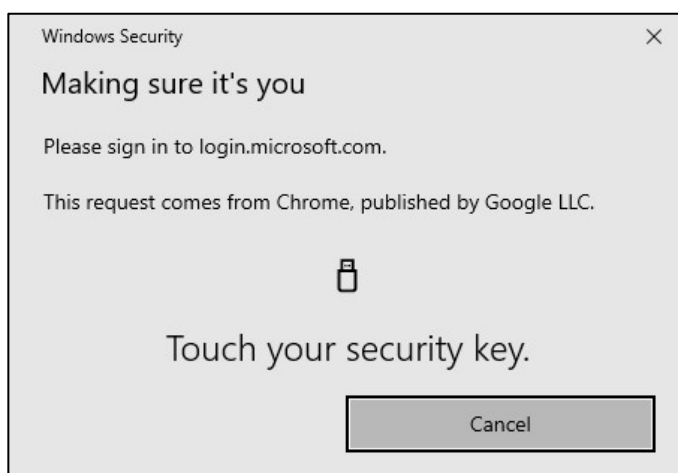 Windows Security
Making sure it's you
Please sign in to login.microsoft.com.
This request comes from Chrome, published by Google LLC.
Touch your security key.
Cancel